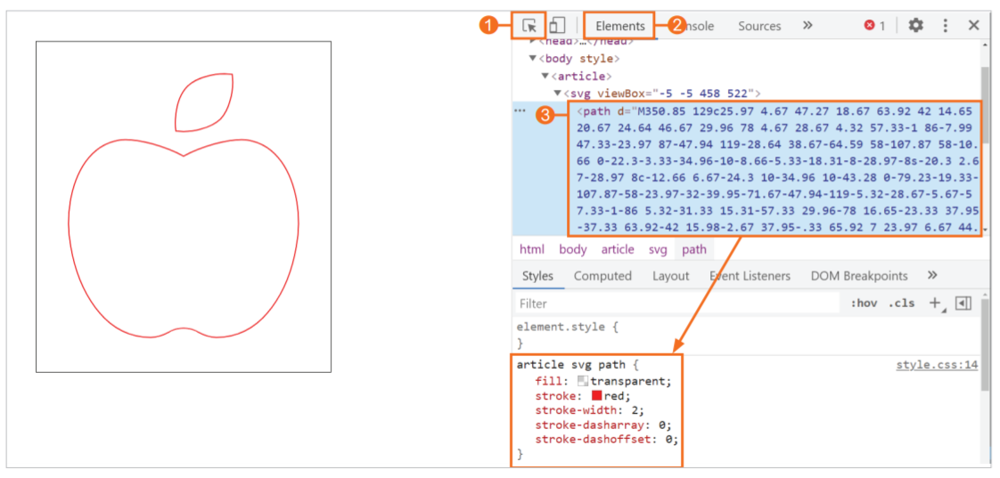 1
Elements
2
nsole
Sources
»
1
<head>…</head>
▼<body style>
▼<article>
▼<svg viewBox="-5 -5 458 522">
…
3
<path d="M350.85 129c25.97 4.67 47.27 18.67 63.92 42 14.65
20.67 24.64 46.67 29.96 78 4.67 28.67 4.32 57.33-1 86-7.99
47.33-23.97 87-47.94 119-28.64 38.67-64.59 58-107.87 58-10.
66 0-22.3-3.33-34.96-10-8.66-5.33-18.31-8-28.97-8s-20.3 2.6
7-28.97 8c-12.66 6.67-24.3 10-34.96 10-43.28 0-79.23-19.33-
107.87-58-23.97-32-39.95-71.67-47.94-119-5.32-28.67-5.67-5
7.33-1-86 5.32-31.33 15.31-57.33 29.96-78 16.65-23.33 37.95
-37.33 63.92-42 15.98-2.67 37.95-.33 65.92 7 23.97 6.67 44.
html body article svg path
Styles Computed Layout Event Listeners DOM Breakpoints »
Filter
:hov .cls +
element.style {
}
article svg path {
style.css:14
fill: transparent;
stroke: red;
stroke-width: 2;
stroke-dasharray: 0;
stroke-dashoffset: 0;
}